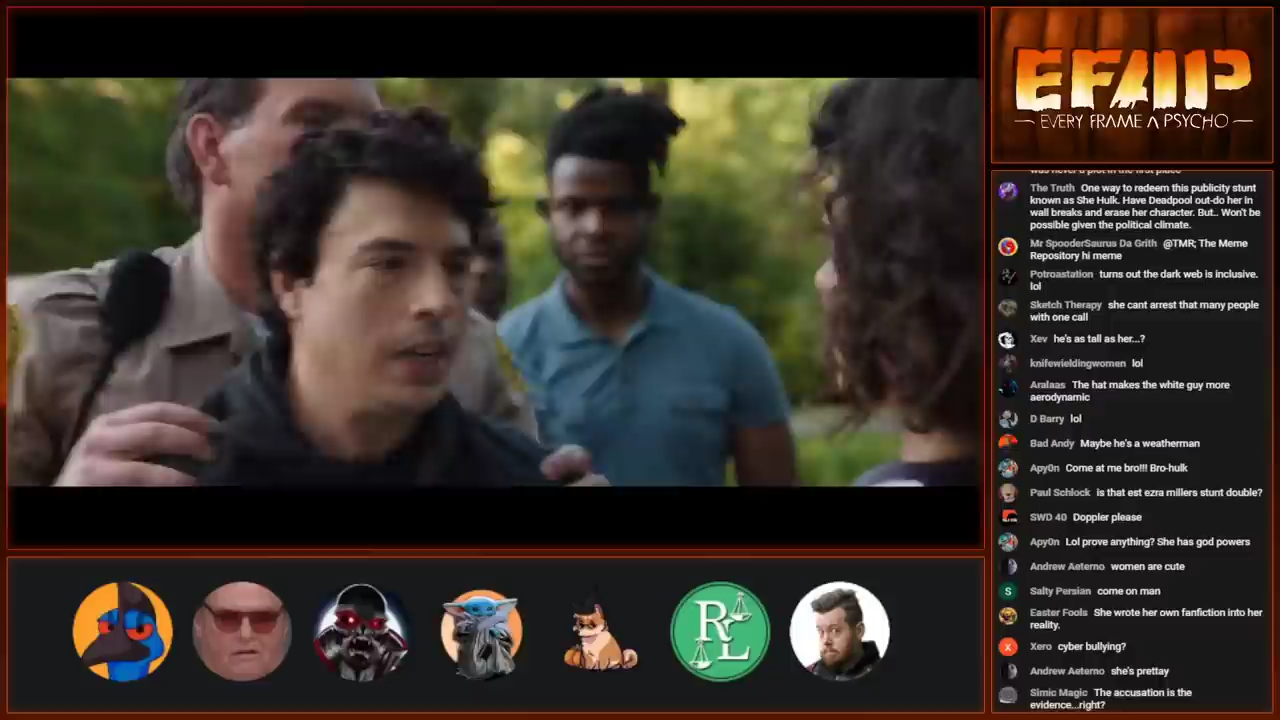 EFAP
EVERY FRAME A PSYCHO
was never a plot in the first place
The Truth One way to redeem this publicity stunt
known as She Hulk. Have Deadpool out-do her in
wall breaks and erase her character. But.. Won't be
possible given the political climate.
Mr SpooderSaurus Da Grith @TMR; The Meme
Repository hi meme
Potroastation turns out the dark web is inclusive.
lol
Sketch Therapy she cant arrest that many people
with one call
Xev he's as tall as her...?
knifewieldingwomen lol
Aralaas The hat makes the white guy more
aerodynamic
D Barry lol
Bad Andy Maybe he's a weatherman
Apy0n Come at me bro!!! Bro-hulk
Paul Schlock is that est ezra millers stunt double?
SWD 40 Doppler please
Apy0n Lol prove anything? She has god powers
Andrew Aeterno women are cute
S
Salty Persian come on man
Easter Fools She wrote her own fanfiction into her
reality.
X
Xero cyber bullying?
Andrew Aeterno she's prettay
Simic Magic The accusation is the
evidence...right?
R
L